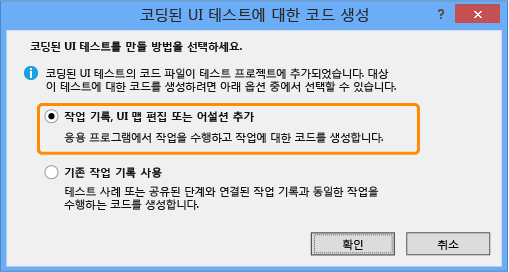 코딩된 UI 테스트에 대한 코드 생성
?
코딩된 UI 테스트를 만들 방법을 선택하세요.
코딩된 UI 테스트의 코드 파일이 테스트 프로젝트에 추가되었습니다. 대상
이 테스트에 대한 코드를 생성하려면 아래 옵션 중에서 선택할 수 있습니다.
작업 기록, UI 맵 편집 또는 어설션 추가
응용 프로그램에서 작업을 수행하고 작업에 대한 코드를 생성합니다.
기존 작업 기록 사용
테스트 사례 또는 공유된 단계와 연결된 작업 기록과 동일한 작업을
수행하는 코드를 생성합니다.
확인
취소